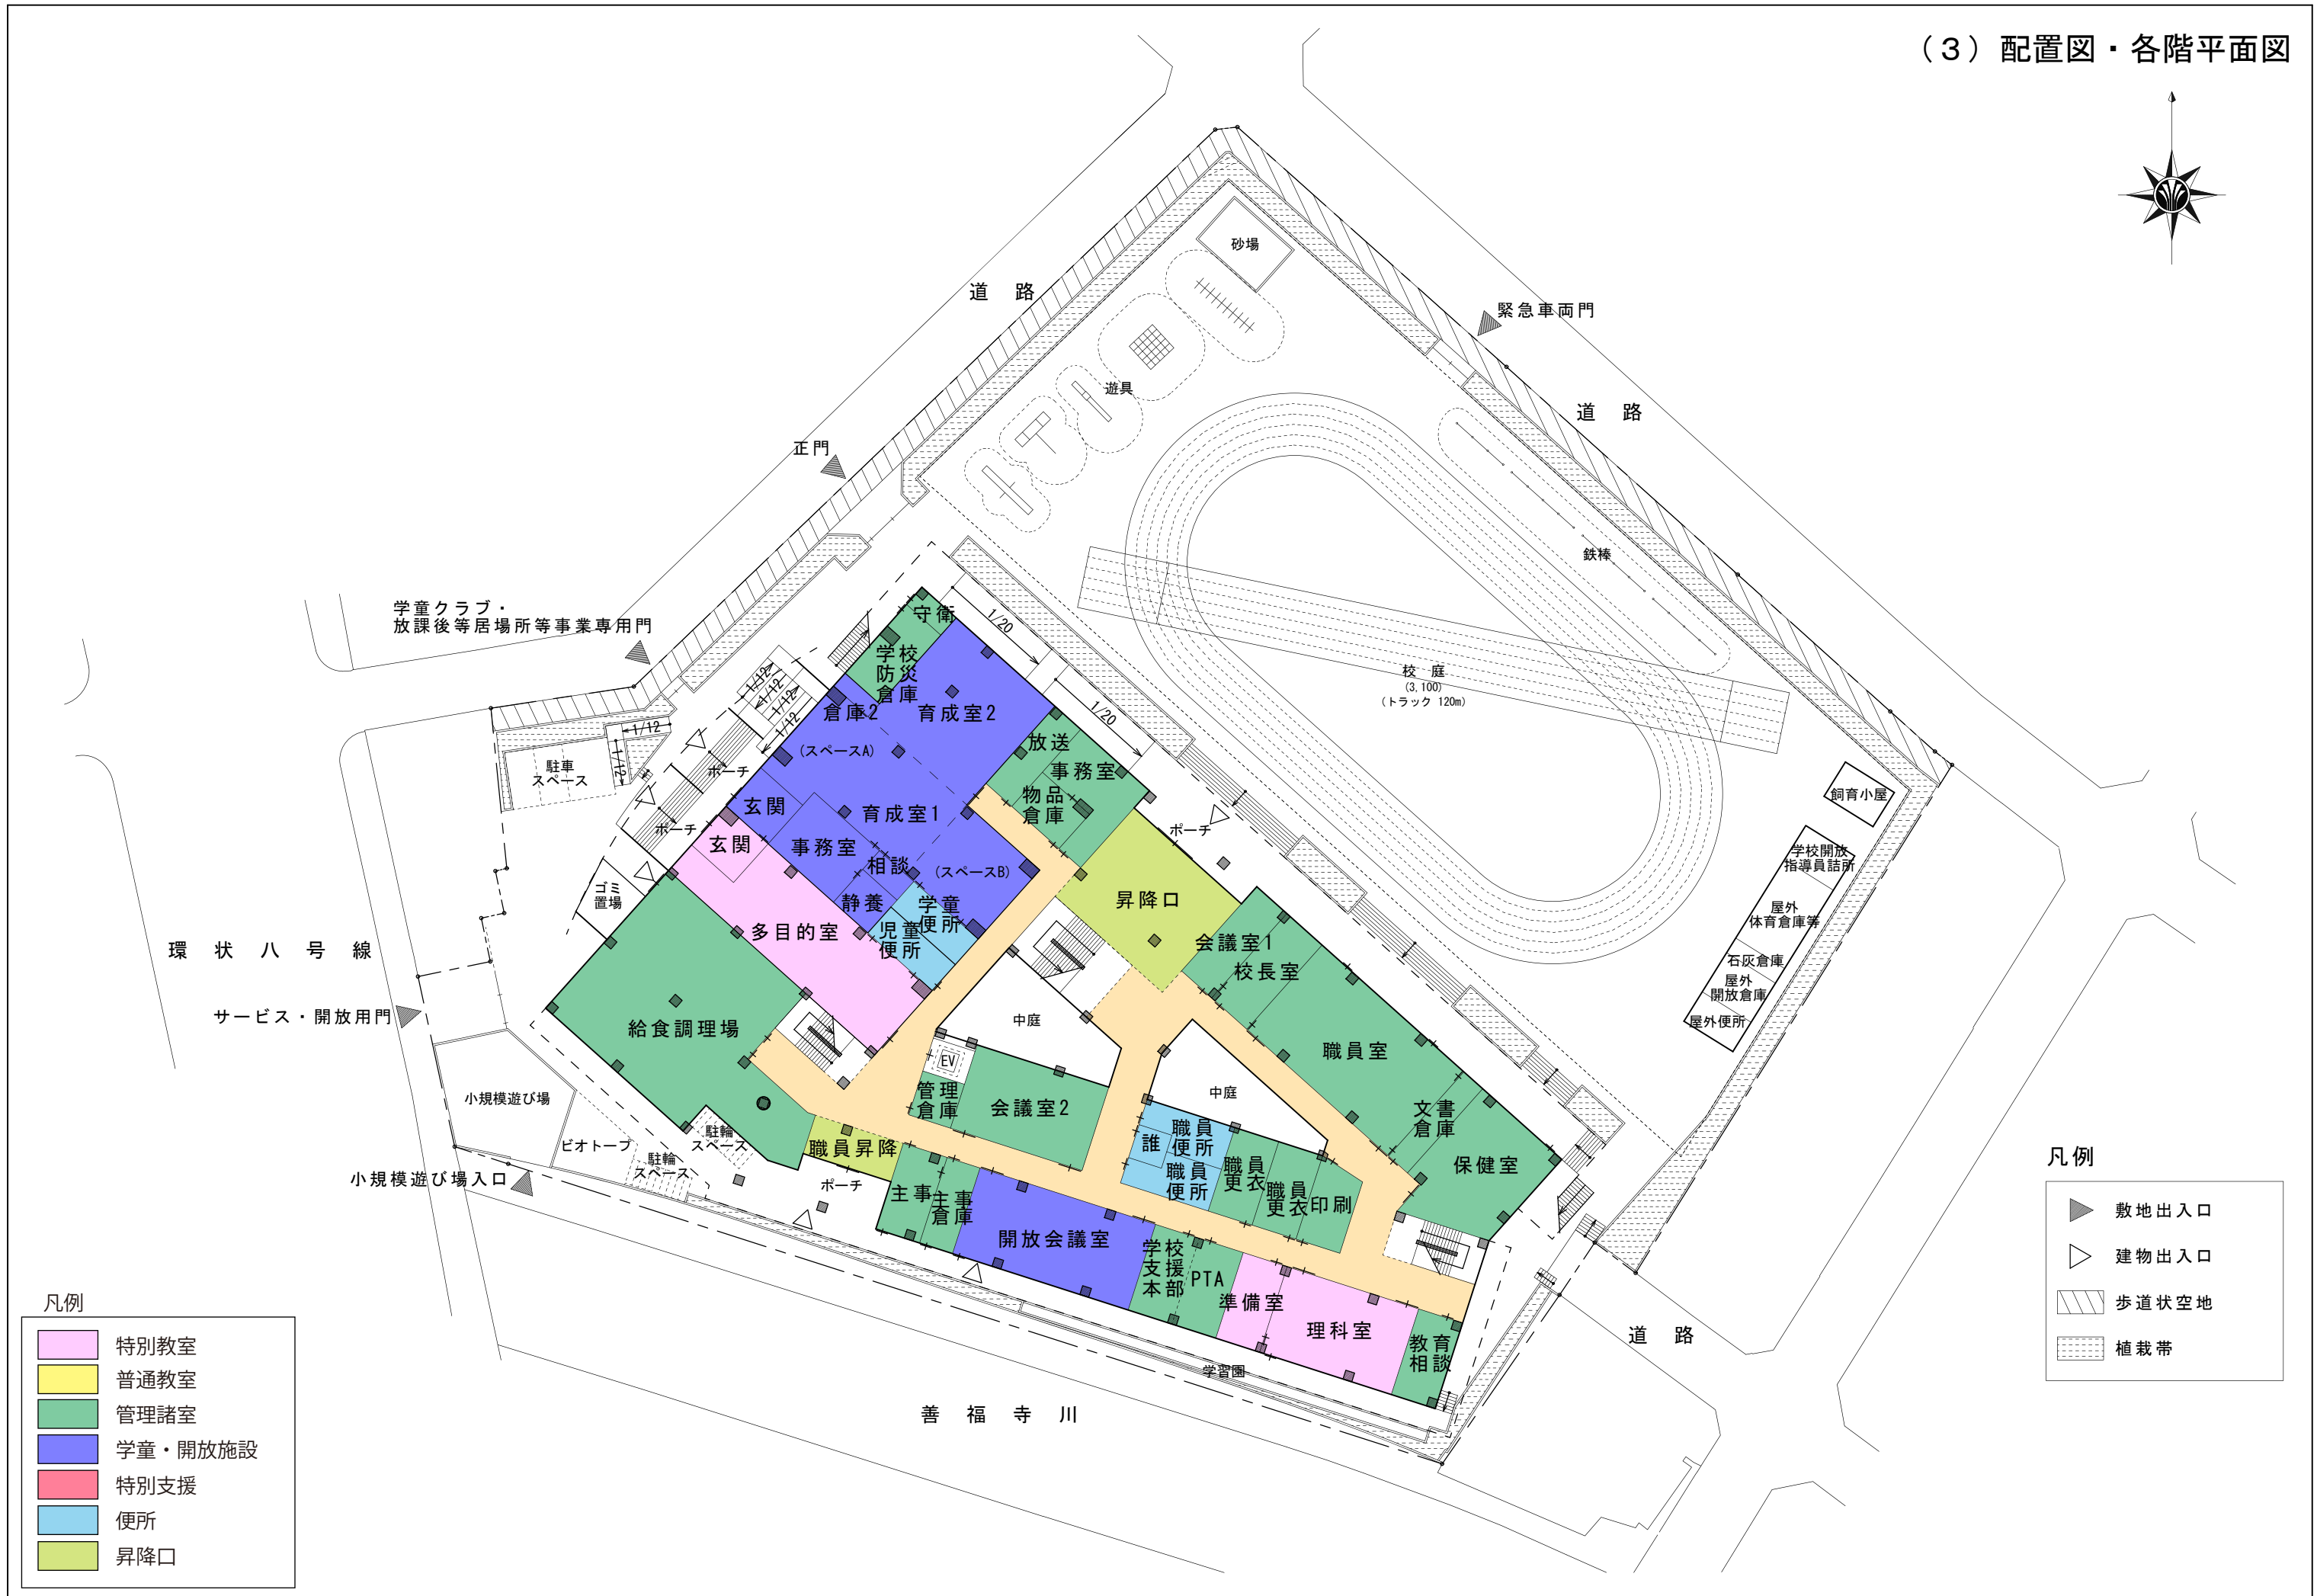 （３）配置図・各階平面図
砂場
道　路
緊急車両門
遊具
道　路
正門
鉄棒
学童クラブ・
放課後等居場所等事業専用門
守衛
1/20
学校
防災
倉庫
1/12
1/12
1/12
1/12
倉庫2
育成室2
1/20
校　庭
(3,100)
(トラック 120m)
1/12
1/12
駐車
スペース
(スペースA)
放送
事務室
物品
倉庫
ポーチ
飼育小屋
玄関
育成室1
ポーチ
ポーチ
玄関
事務室
相談
(スペースB)
学校開放
指導員詰所
ゴミ
置場
静養
学童
便所
昇降口
屋外
体育倉庫等
多目的室
児童
便所
会議室1
校長室
環　状　八　号　線
石灰倉庫
屋外
開放倉庫
屋外便所
サービス・開放用門
給食調理場
中庭
職員室
EV
管理
倉庫
会議室2
中庭
小規模遊び場
文書
倉庫
ビオトープ
駐輪
スペース
駐輪
スペース
職員昇降
誰
職員
便所
職員
便所
職員
更衣
職員
更衣
印刷
保健室
小規模遊び場入口
ポーチ
主事
主事
倉庫
開放会議室
学校
支援
本部
PTA
準備室
理科室
教育
相談
学習園
道　路
善　福　寺　川
凡例
敷地出入口
建物出入口
歩道状空地
植栽帯
凡例
特別教室
普通教室
管理諸室
学童・開放施設
特別支援
便所
昇降口